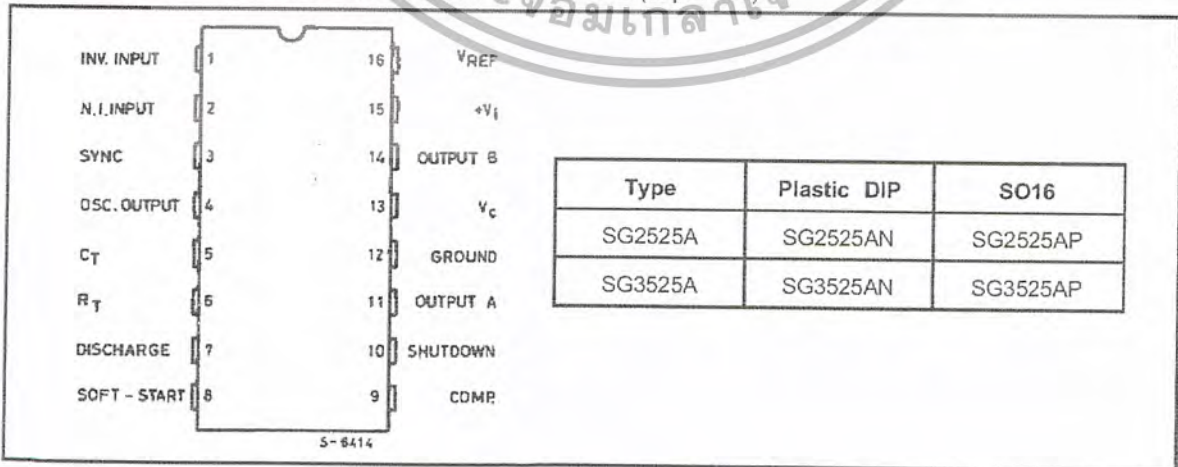 INV. INPUT 1 16 VREF
N.I.INPUT 2 15 +Vi
SYNC 3 14 OUTPUT B
OSC. OUTPUT 4 13 Vc
CT 5 12 GROUND
RT 6 11 OUTPUT A
DISCHARGE 7 10 SHUTDOWN
SOFT - START 8 9 COMP.
S-6414
Type Plastic DIP SO16
SG2525A SG2525AN SG2525AP
SG3525A SG3525AN SG3525AP